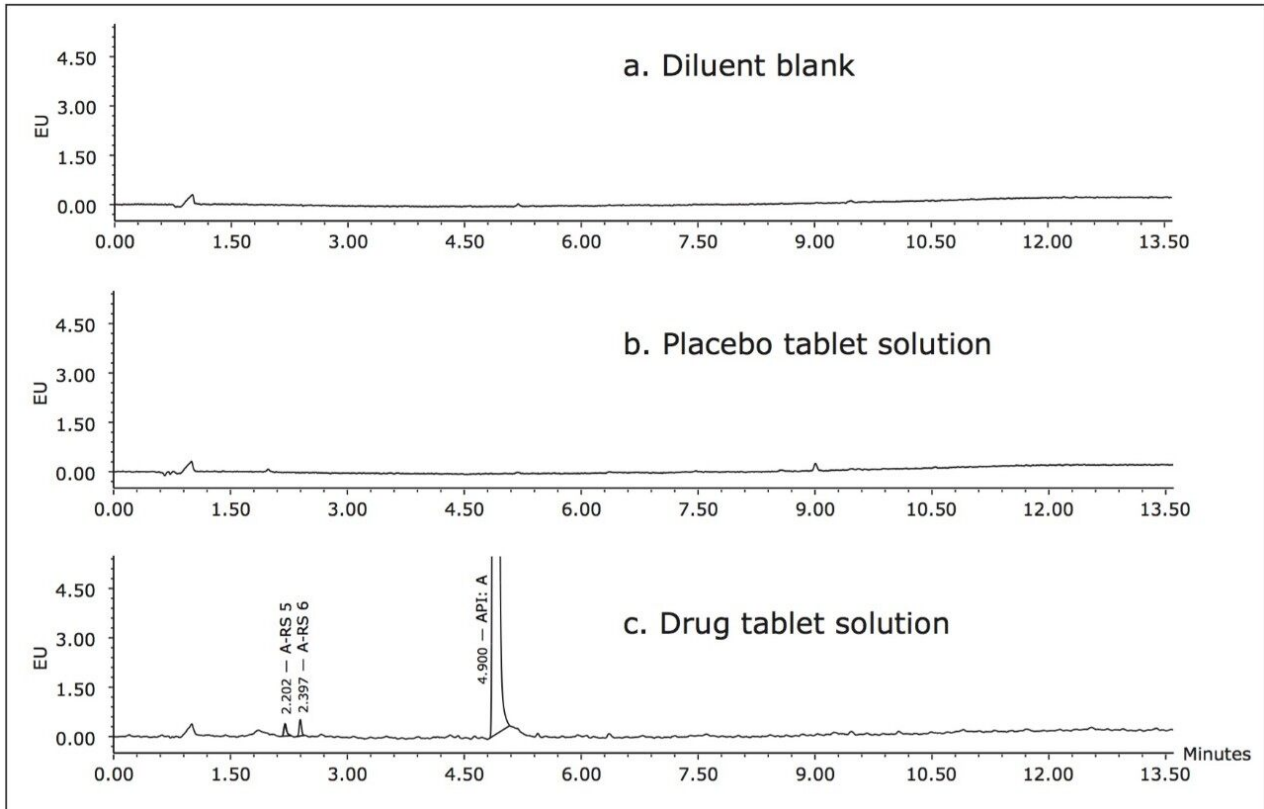 a. Diluent blank
EU
4.50
3.00
1.50
0.00
0.00 1.50 3.00 4.50 6.00 7.50 9.00 10.50 12.00 13.50
b. Placebo tablet solution
EU
4.50
3.00
1.50
0.00
0.00 1.50 3.00 4.50 6.00 7.50 9.00 10.50 12.00 13.50
c. Drug tablet solution
EU
4.50
3.00
1.50
0.00
2.202 — A-RS 5
2.397 — A-RS 6
4.900 — API: A
0.00 1.50 3.00 4.50 6.00 7.50 9.00 10.50 12.00 13.50 Minutes